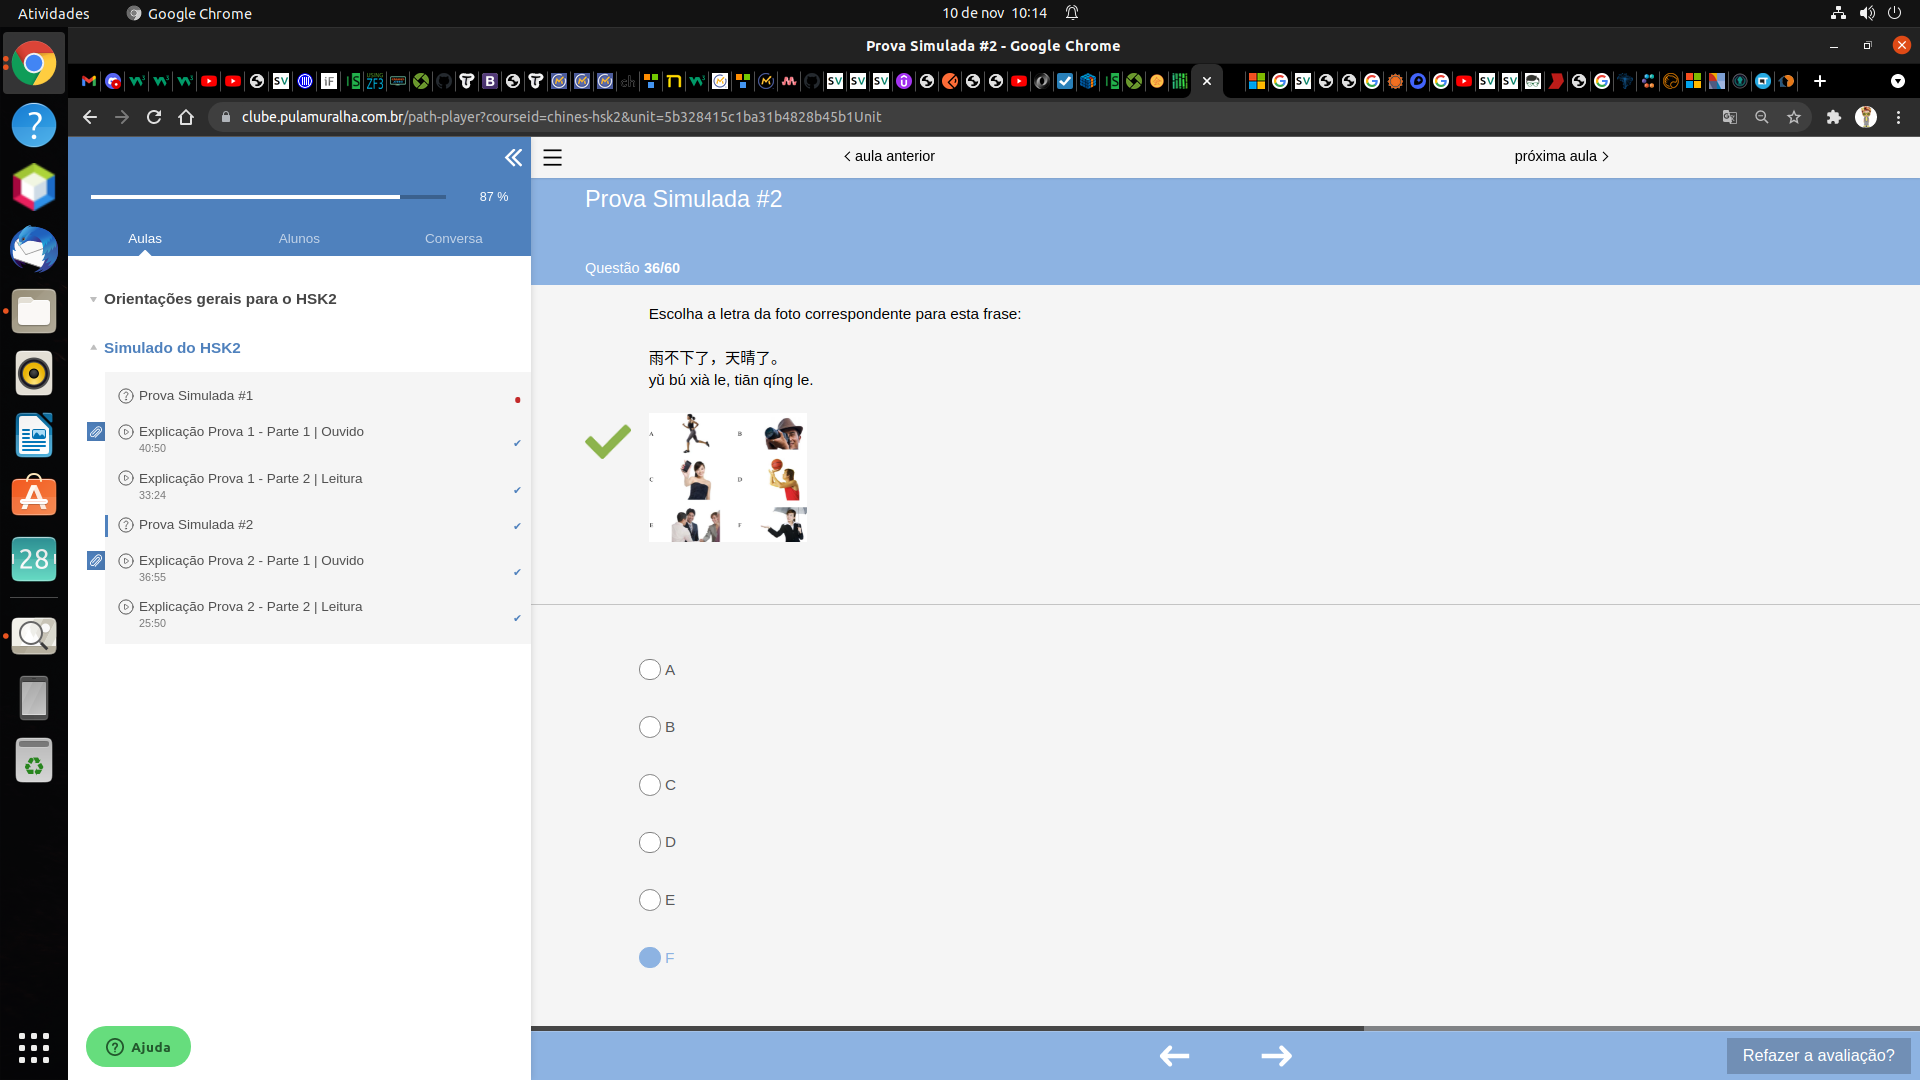 Atividades
Google Chrome
10 de nov 10:14
Prova Simulada #2 - Google Chrome
clube.pulamuralha.com.br/path-player?courseid=chines-hsk2&unit=5b328415c1ba31b4828b45b1Unit
87 %
Aulas
Alunos
Conversa
Orientações gerais para o HSK2
Simulado do HSK2
Prova Simulada #1
Explicação Prova 1 - Parte 1 | Ouvido
40:50
Explicação Prova 1 - Parte 2 | Leitura
33:24
Prova Simulada #2
Explicação Prova 2 - Parte 1 | Ouvido
36:55
Explicação Prova 2 - Parte 2 | Leitura
25:50
Ajuda
28
aula anterior
próxima aula
Prova Simulada #2
Questão 36/60
Escolha a letra da foto correspondente para esta frase:
雨不下了，天晴了。
yǔ bú xià le, tiān qíng le.
A
B
C
D
E
F
A
B
C
D
E
F
Refazer a avaliação?